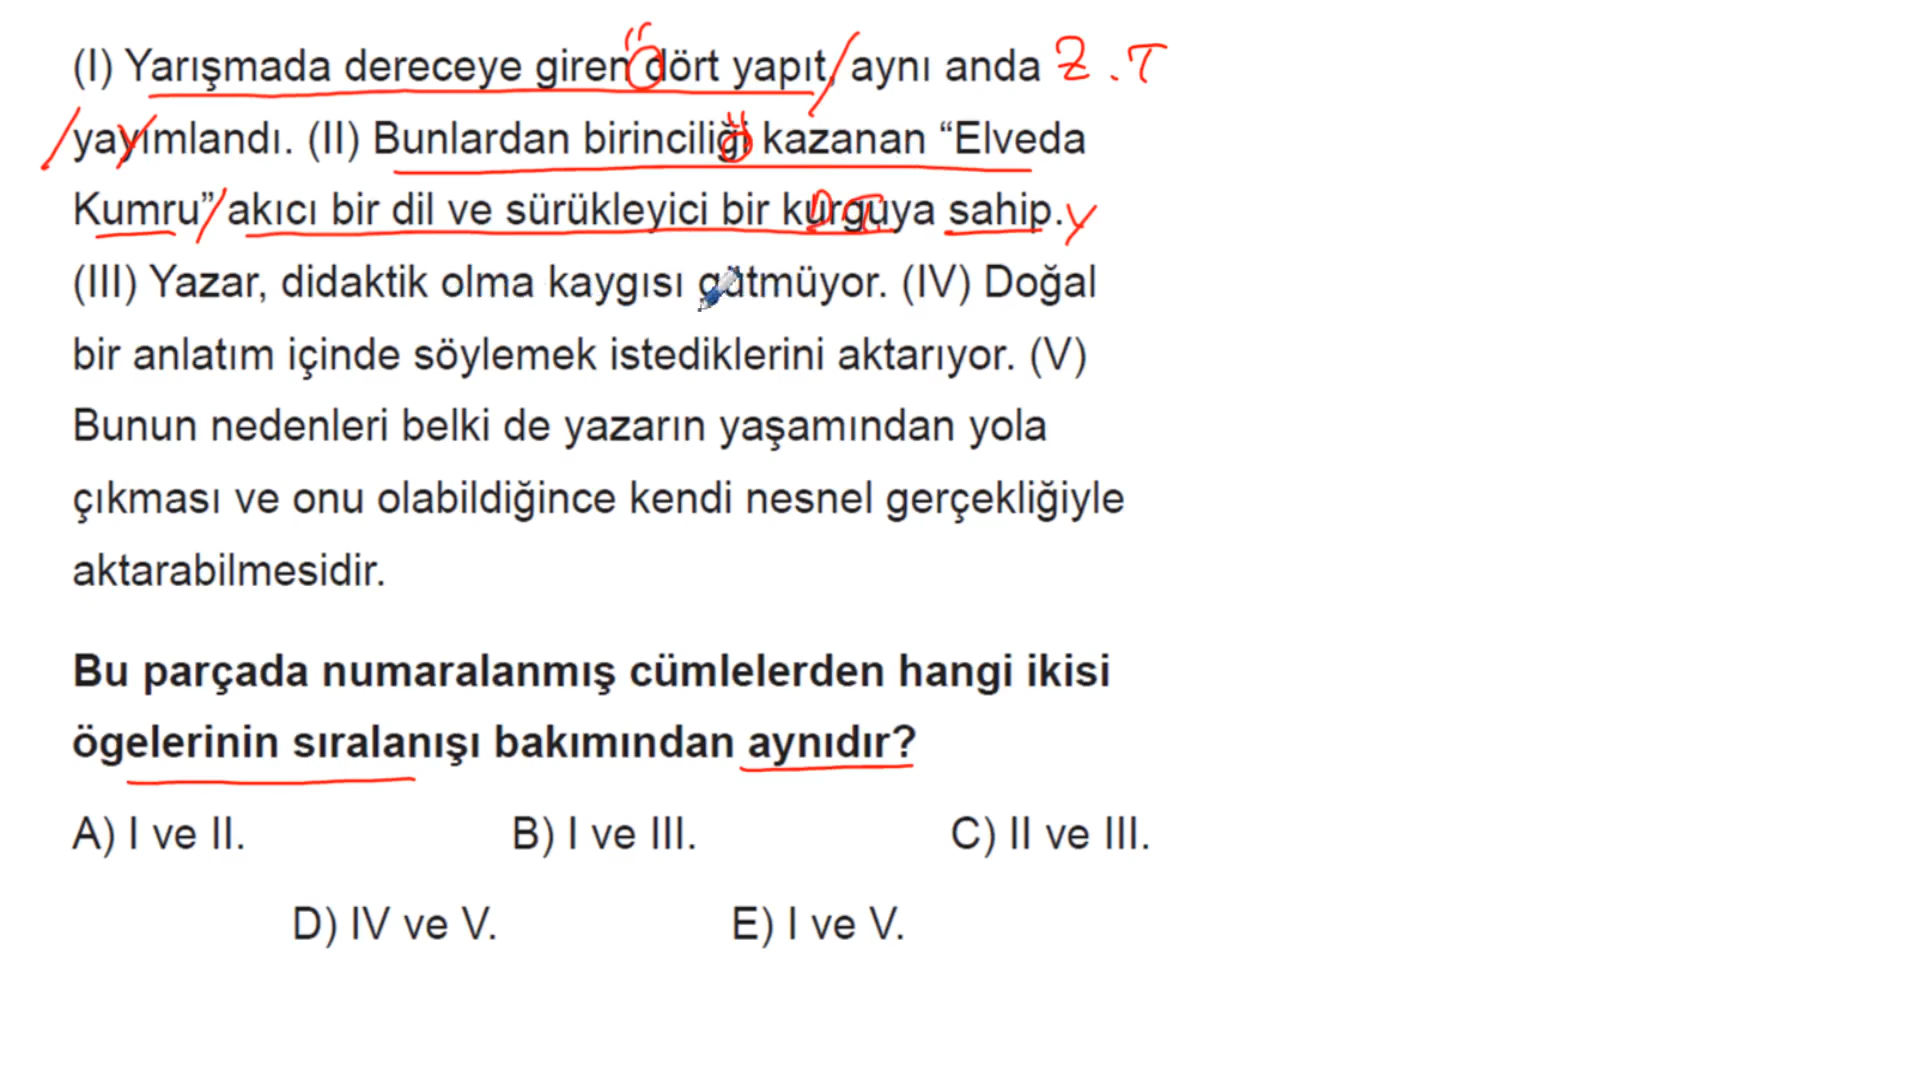 (I) Yarışmada dereceye giren dört yapıt, aynı anda Z.T
yayımlandı. (II) Bunlardan birinciliği kazanan “Elveda
Kumru” akıcı bir dil ve sürükleyici bir kurguya sahip. Y
(III) Yazar, didaktik olma kaygısı gütmüyor. (IV) Doğal
bir anlatım içinde söylemek istediklerini aktarıyor. (V)
Bunun nedenleri belki de yazarın yaşamından yola
çıkması ve onu olabildiğince kendi nesnel gerçekliğiyle
aktarabilmesidir.
Bu parçada numaralanmış cümlelerden hangi ikisi
ögelerinin sıralanışı bakımından aynıdır?
A) I ve II.
B) I ve III.
C) II ve III.
D) IV ve V.
E) I ve V.